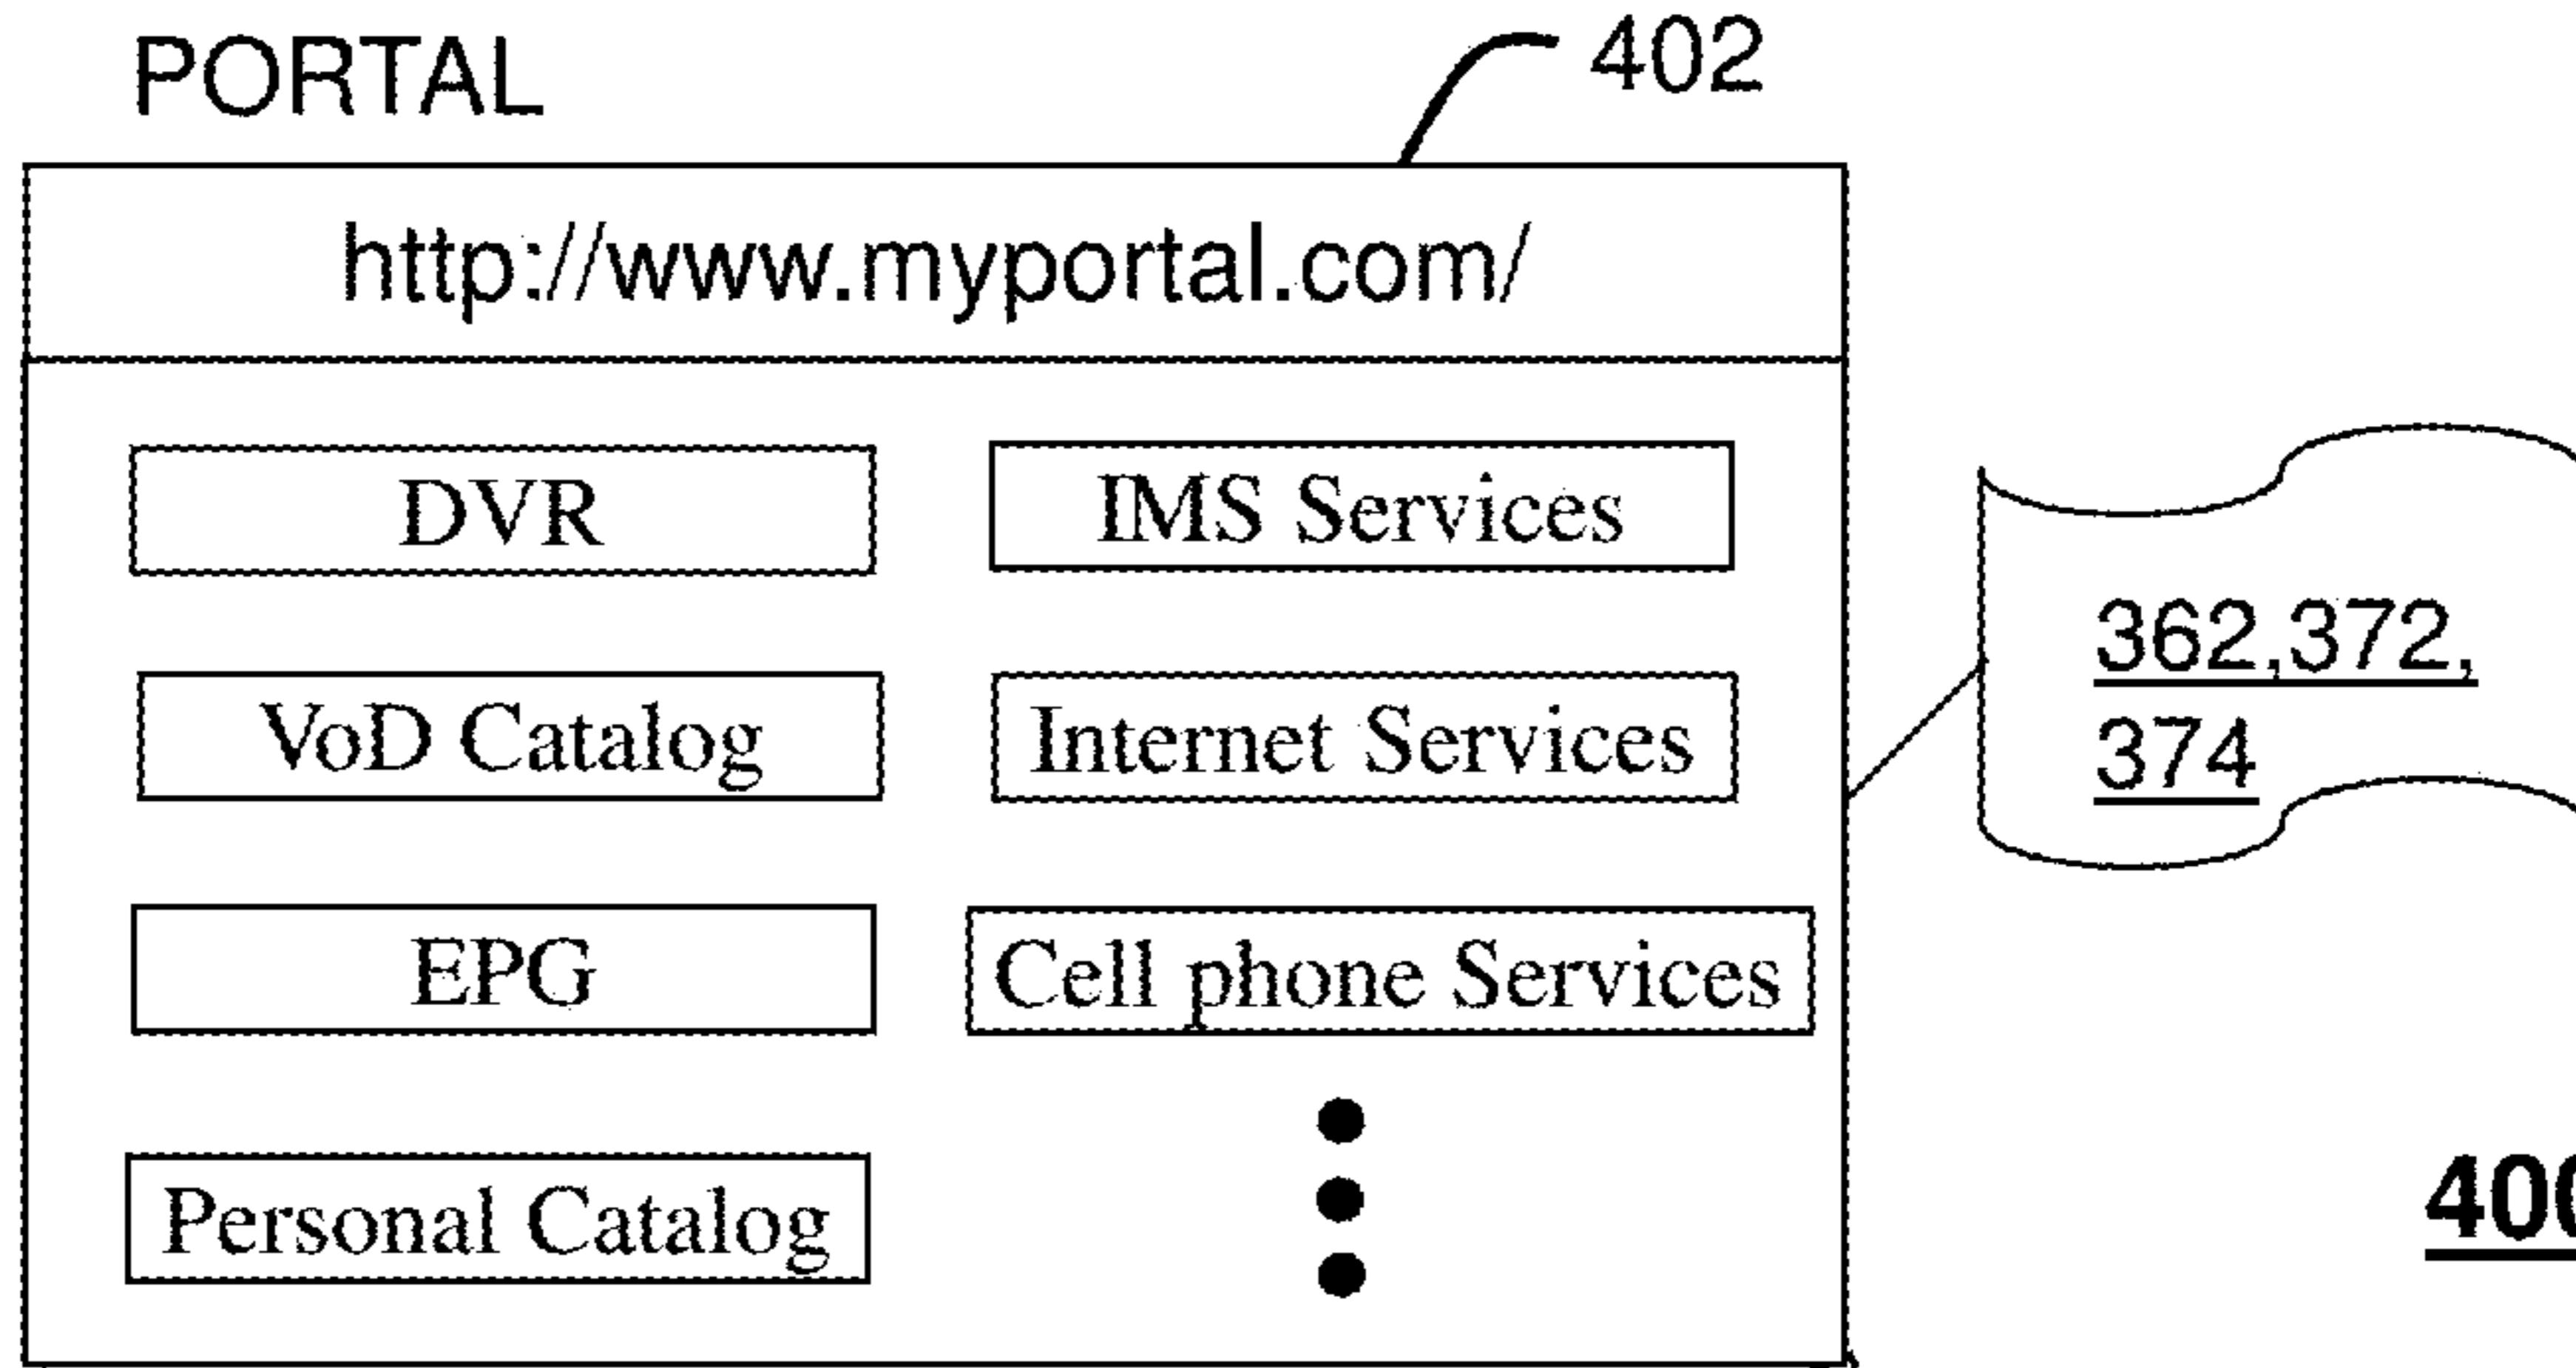 PORTAL
402
http://www.myportal.com/
DVR
IMS Services
VoD Catalog
Internet Services
EPG
Cell phone Services
Personal Catalog
362,372,
374
400